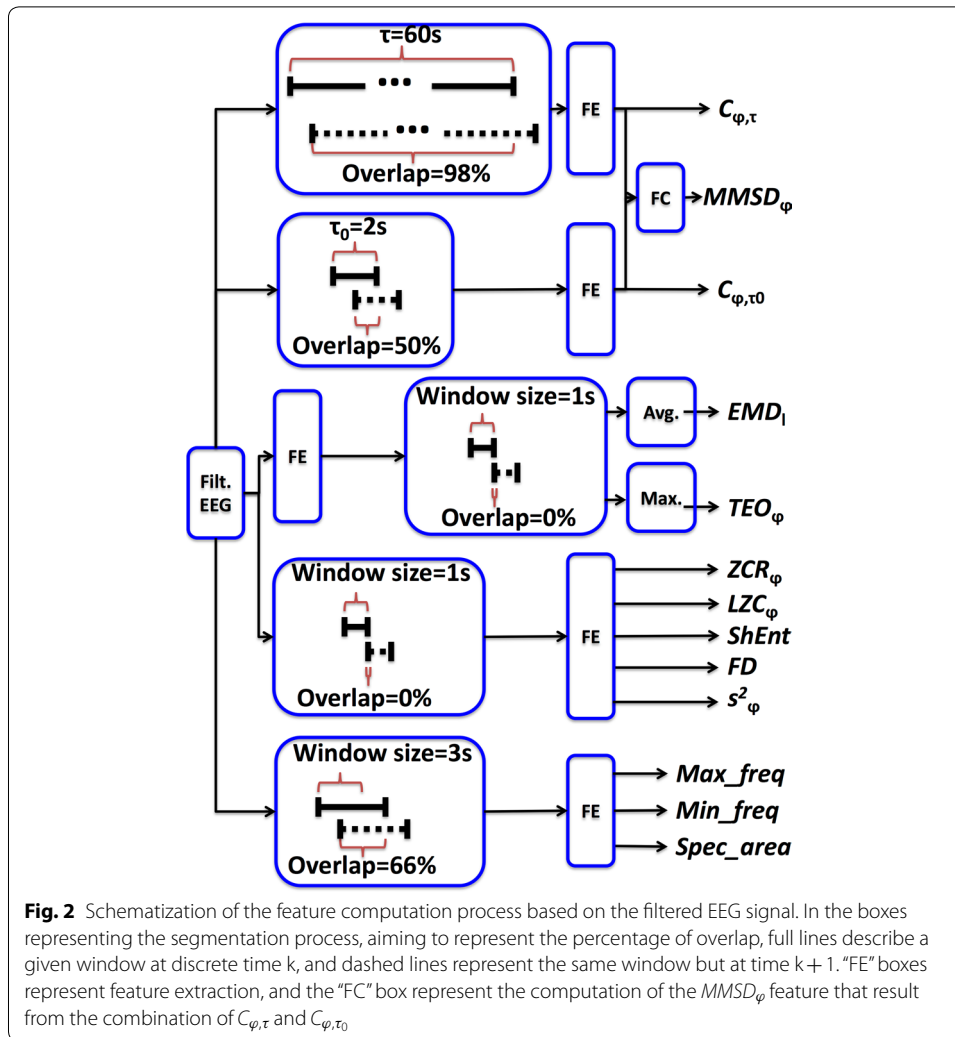 τ=60s
Overlap=98%
FE
C_φ,τ
FC
MMSD_φ
τ₀=2s
Overlap=50%
FE
C_φ,τ0
Filt.
EEG
FE
Window size=1s
Overlap=0%
Avg.
EMD_l
Max.
TEO_φ
Window size=1s
Overlap=0%
FE
ZCR_φ
LZC_φ
ShEnt
FD
s²_φ
Window size=3s
Overlap=66%
FE
Max_freq
Min_freq
Spec_area
Fig. 2 Schematization of the feature computation process based on the filtered EEG signal. In the boxes
representing the segmentation process, aiming to represent the percentage of overlap, full lines describe a
given window at discrete time k, and dashed lines represent the same window but at time k + 1. “FE” boxes
represent feature extraction, and the “FC” box represent the computation of the MMSD_φ feature that result
from the combination of C_φ,τ and C_φ,τ₀